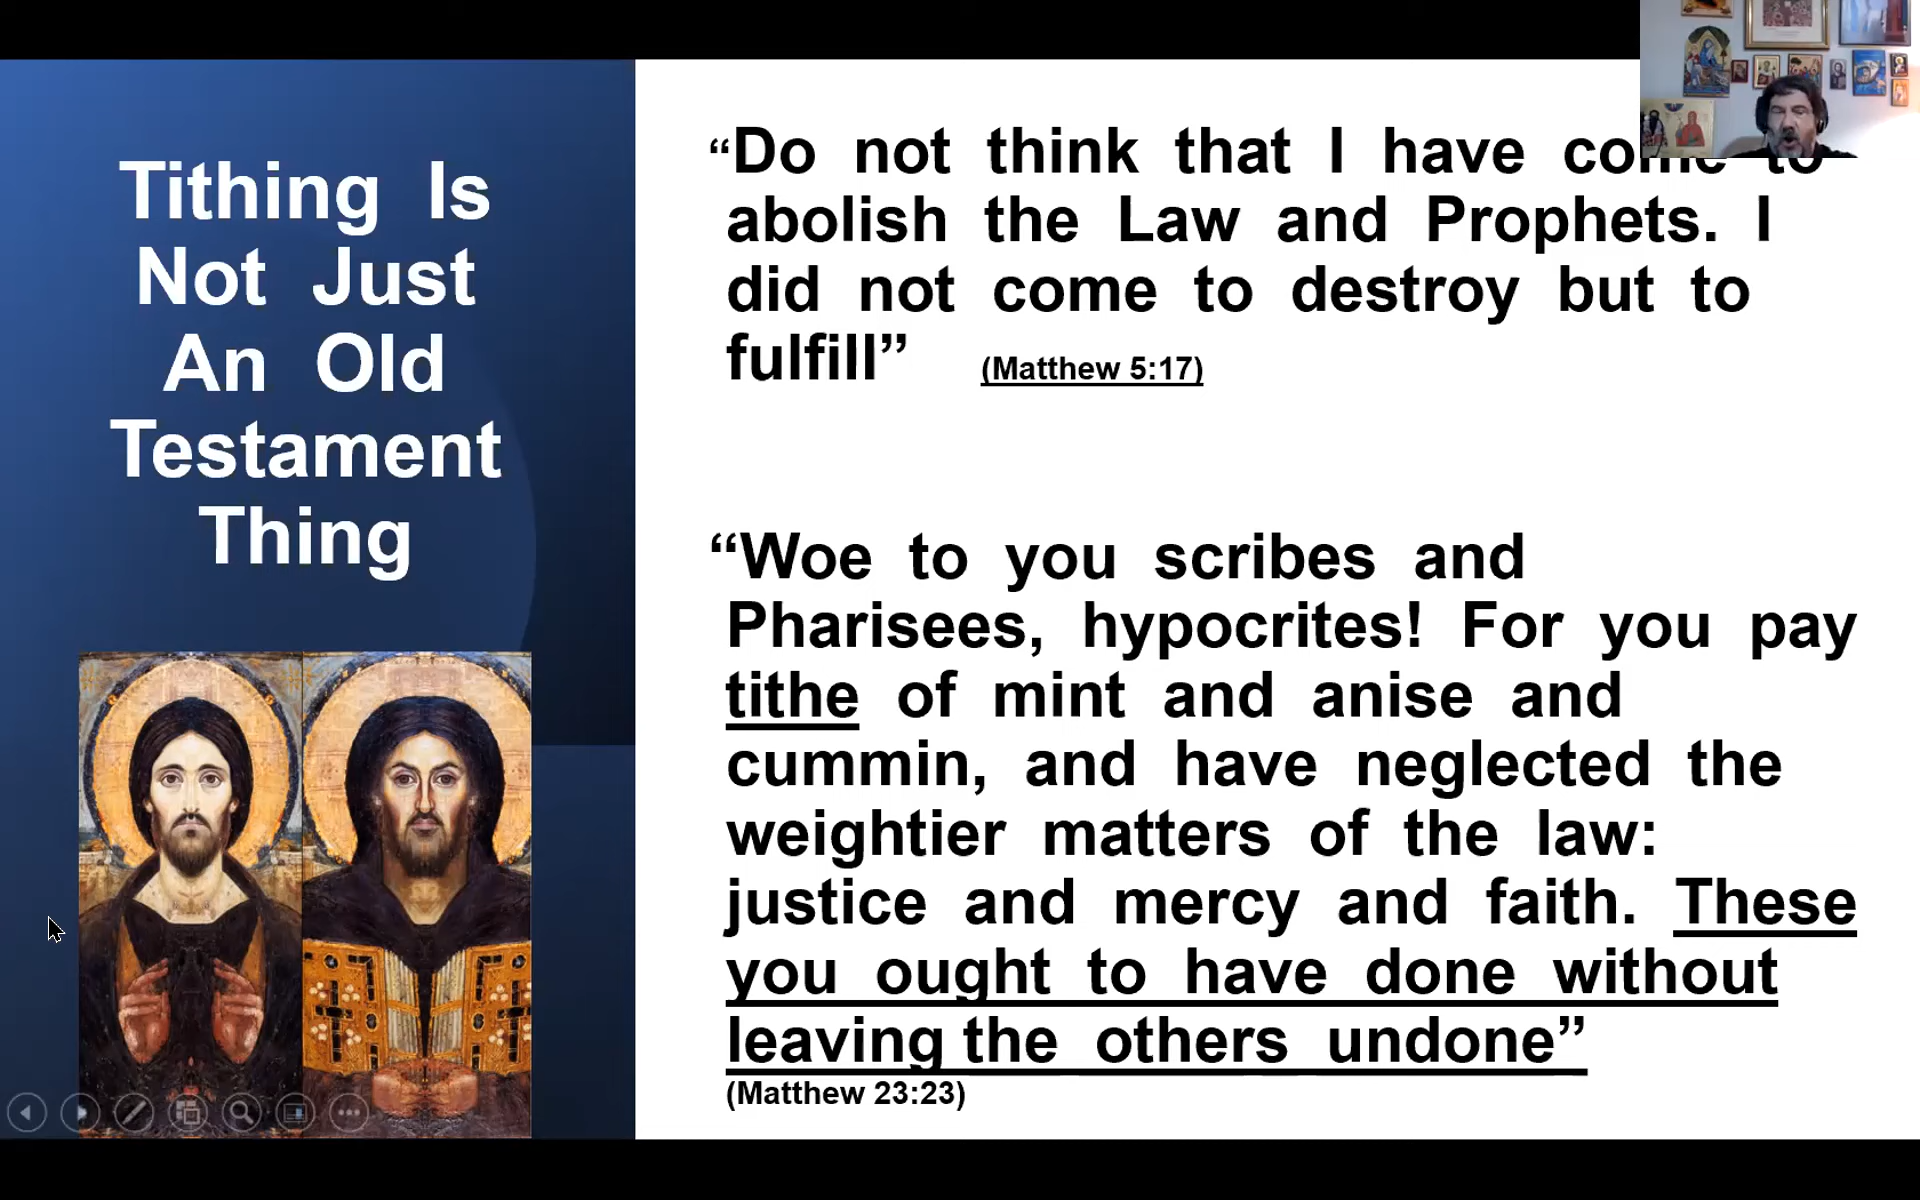 Tithing Is
Not Just
An Old
Testament
Thing
“Do not think that I have come to
abolish the Law and Prophets. I
did not come to destroy but to
fulfill” (Matthew 5:17)
“Woe to you scribes and
Pharisees, hypocrites! For you pay
tithe of mint and anise and
cummin, and have neglected the
weightier matters of the law:
justice and mercy and faith. These
you ought to have done without
leaving the others undone”
(Matthew 23:23)